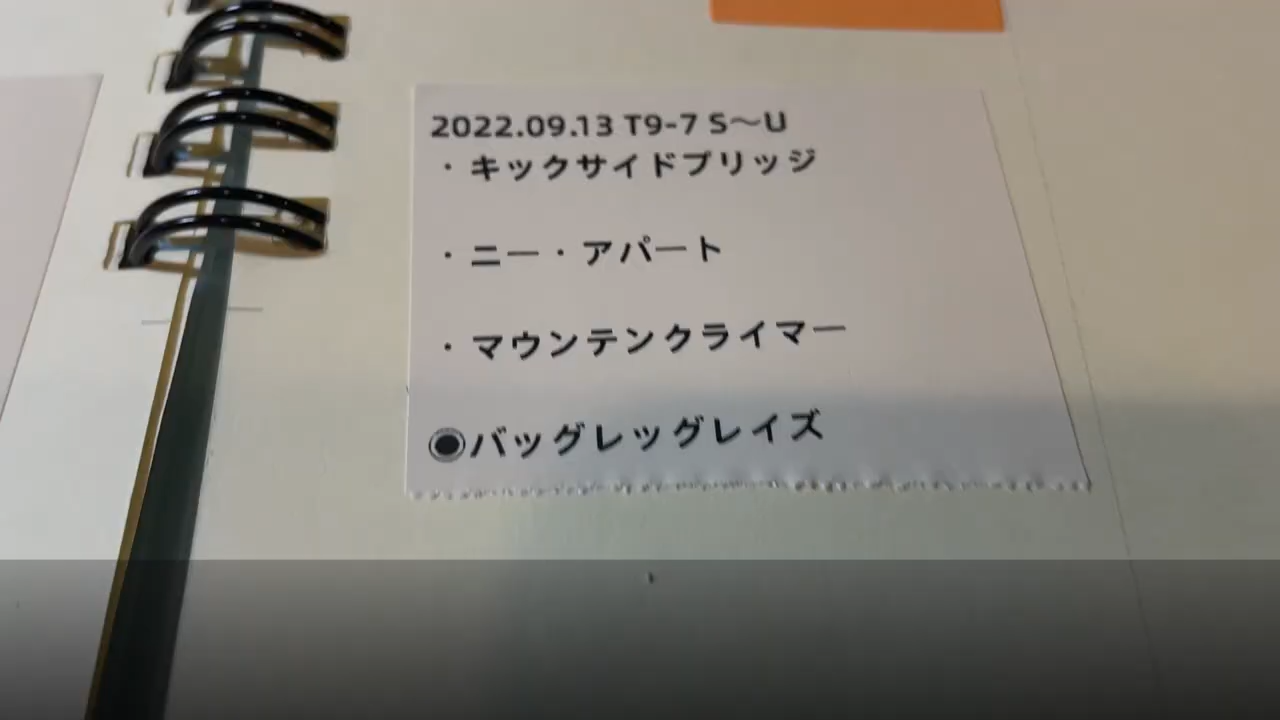 2022.09.13 T9-7 S〜U
・キックサイドブリッジ
・ニー・アパート
・マウンテンクライマー
◉バッグレッグレイズ